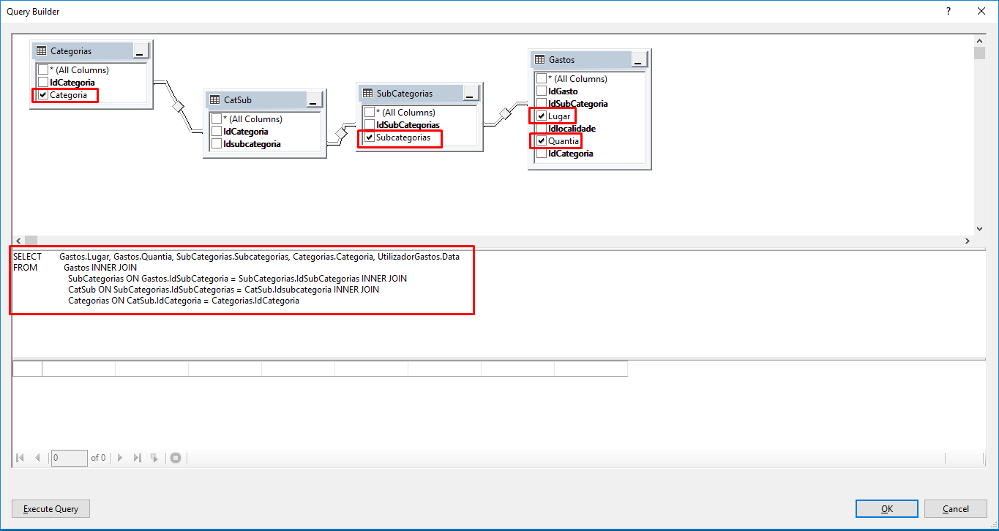 Query Builder
?
Categorias
* (All Columns)
IdCategoria
Categoria
CatSub
* (All Columns)
IdCategoria
Idsubcategoria
SubCategorias
* (All Columns)
IdSubCategorias
Subcategorias
Gastos
* (All Columns)
IdGasto
IdSubCategoria
Lugar
Idlocalidade
Quantia
IdCategoria
SELECT Gastos.Lugar, Gastos.Quantia, SubCategorias.Subcategorias, Categorias.Categoria, UtilizadorGastos.Data
FROM Gastos INNER JOIN
SubCategorias ON Gastos.IdSubCategoria = SubCategorias.IdSubCategorias INNER JOIN
CatSub ON SubCategorias.IdSubCategorias = CatSub.Idsubcategoria INNER JOIN
Categorias ON CatSub.IdCategoria = Categorias.IdCategoria
0 of 0
Execute Query
OK
Cancel